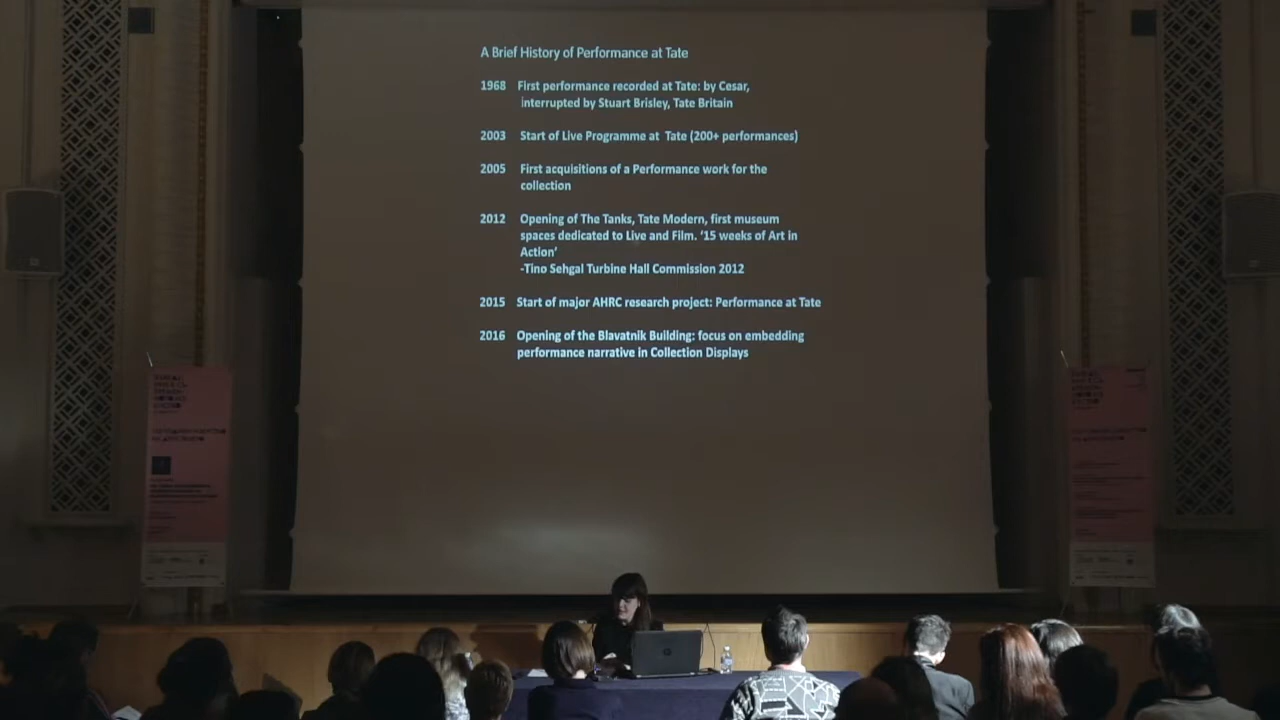 A Brief History of Performance at Tate
1968 First performance recorded at Tate: by Cesar,
interrupted by Stuart Brisley, Tate Britain
2003 Start of Live Programme at Tate (200+ performances)
2005 First acquisitions of a Performance work for the
collection
2012 Opening of The Tanks, Tate Modern, first museum
spaces dedicated to Live and Film. ‘15 weeks of Art in
Action’
-Tino Sehgal Turbine Hall Commission 2012
2015 Start of major AHRC research project: Performance at Tate
2016 Opening of the Blavatnik Building: focus on embedding
performance narrative in Collection Displays